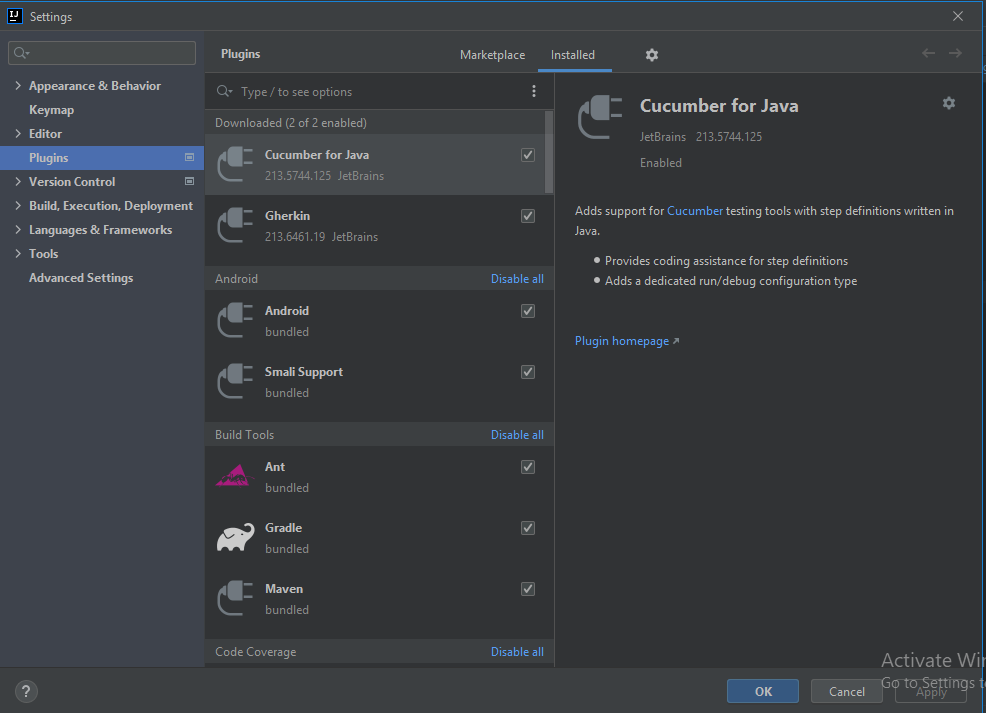 Settings
Plugins
Marketplace
Installed
Type / to see options
Appearance & Behavior
Keymap
Editor
Plugins
Version Control
Build, Execution, Deployment
Languages & Frameworks
Tools
Advanced Settings
Downloaded (2 of 2 enabled)
Cucumber for Java
213.5744.125 JetBrains
Gherkin
213.6461.19 JetBrains
Android Disable all
Android
bundled
Smali Support
bundled
Build Tools Disable all
Ant
bundled
Gradle
bundled
Maven
bundled
Code Coverage Disable all
Cucumber for Java
JetBrains 213.5744.125
Enabled
Adds support for Cucumber testing tools with step definitions written in
Java.
Provides coding assistance for step definitions
Adds a dedicated run/debug configuration type
Plugin homepage
Activate Win
Go to Settings to
?
OK
Cancel
Apply